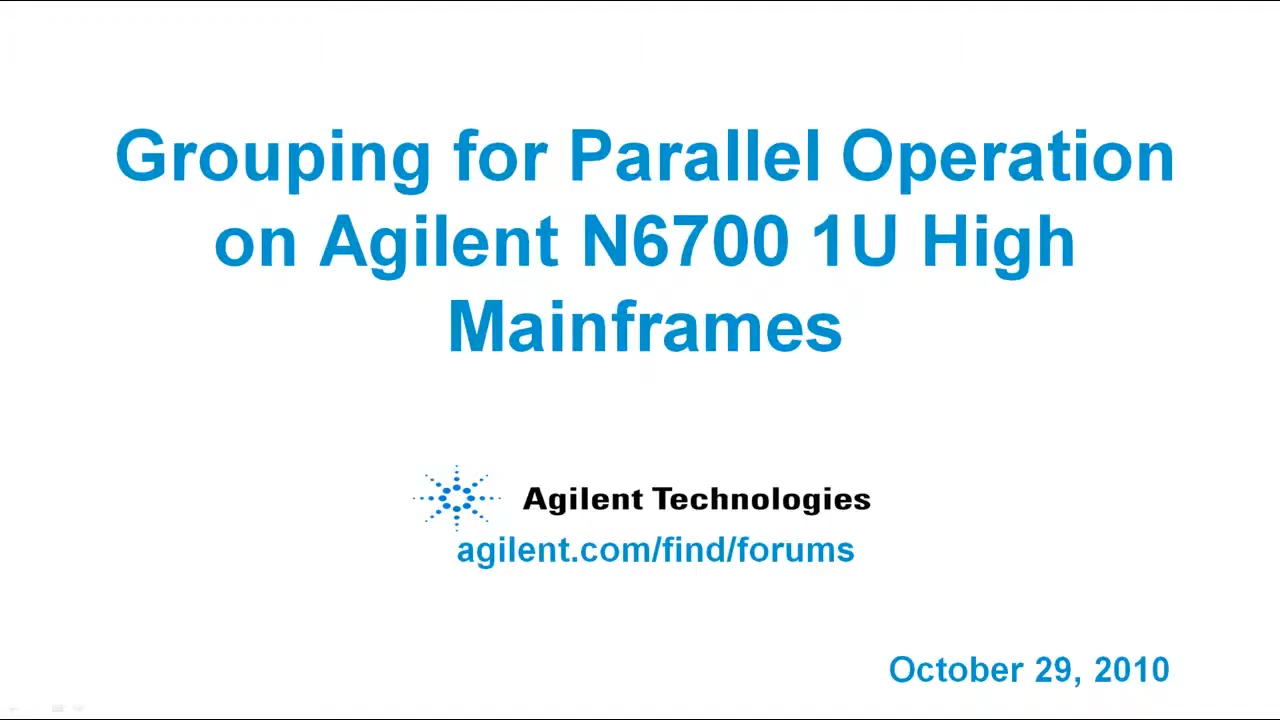 Grouping for Parallel Operation
on Agilent N6700 1U High
Mainframes
Agilent Technologies
agilent.com/find/forums
October 29, 2010